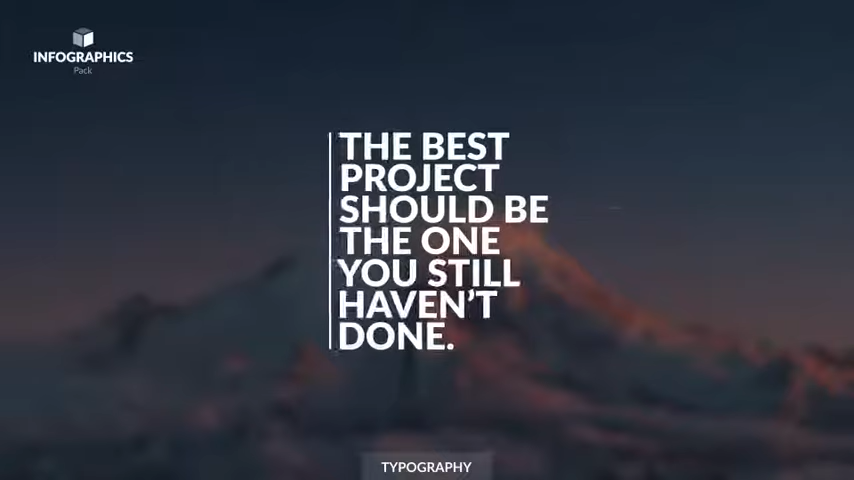 INFOGRAPHICS
Pack
THE BEST
PROJECT
SHOULD BE
THE ONE
YOU STILL
HAVEN'T
DONE.
TYPOGRAPHY